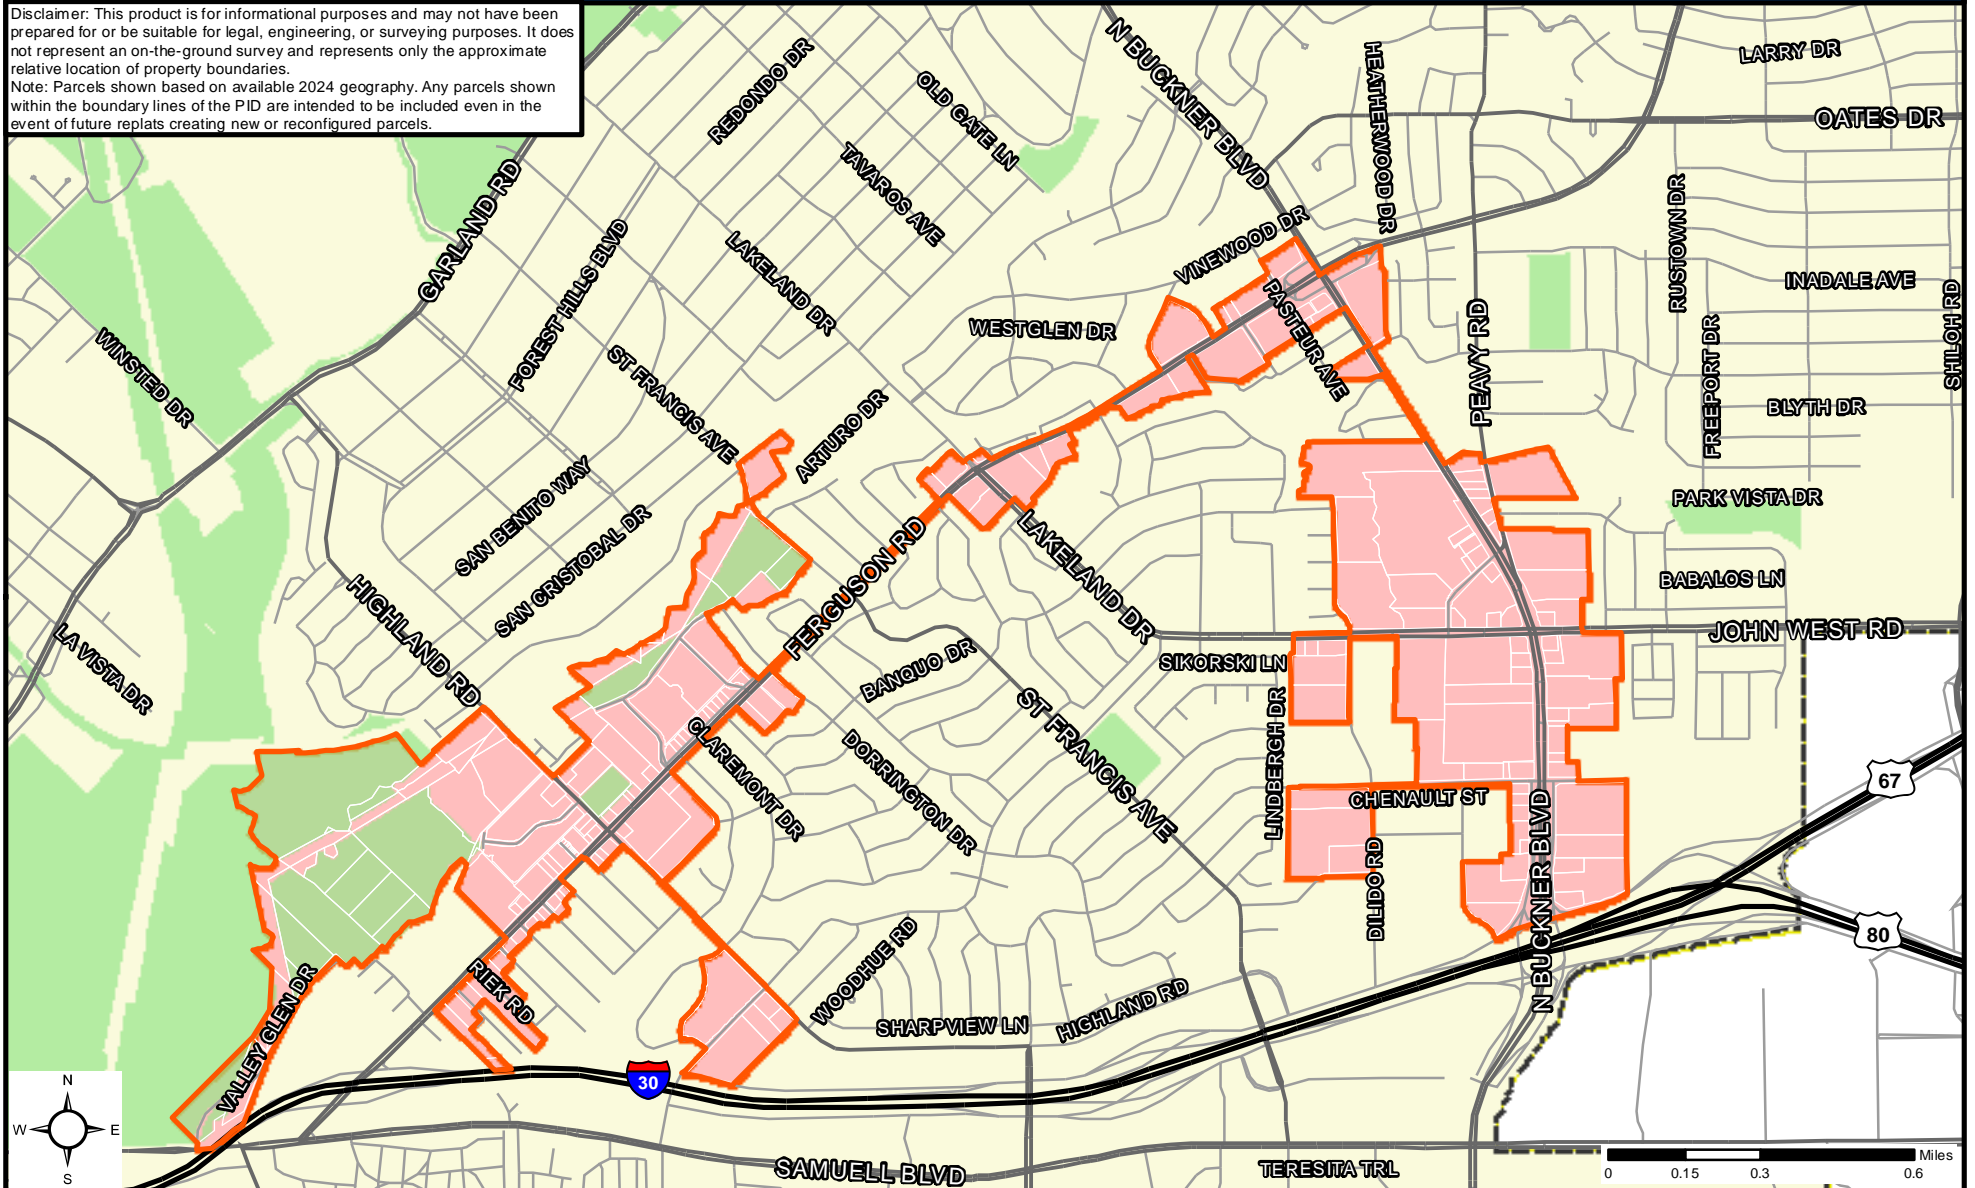 Disclaimer: This product is for informational purposes and may not have been
prepared for or be suitable for legal, engineering, or surveying purposes. It does
not represent an on-the-ground survey and represents only the approximate
relative location of property boundaries.
Note: Parcels shown based on available 2024 geography. Any parcels shown
within the boundary lines of the PID are intended to be included even in the
event of future replats creating new or reconfigured parcels.
N BUCKNER BLVD
HEATHERWOOD DR
LARRY DR
OATES DR
REDONDO DR
OLD GATE LN
TAVAROS AVE
GARLAND RD
FOREST HILLS BLVD
LAKELAND DR
VINEWOOD DR
RUSTOWN DR
INADALE AVE
SHILOH RD
WESTGLEN DR
PASTEUR AVE
PEAVY RD
FREEPORT DR
WINSTED DR
ST FRANCIS AVE
ARTURO DR
BLYTH DR
SAN BENITO WAY
SAN CRISTOBAL DR
PARK VISTA DR
FERGUSON RD
LAKELAND DR
BABALOS LN
HIGHLAND RD
JOHN WEST RD
LA VISTA DR
BANQUO DR
SIKORSKI LN
ST FRANCIS AVE
LINDBERGH DR
CLAREMONT DR
DORRINGTON DR
CHENAULT ST
67
N BUCKNER BLVD
DILIDO RD
80
WOODHUE RD
RIEK RD
VALLEY GLEN DR
SHARPVIEW LN
HIGHLAND RD
30
SAMUELL BLVD
TERESITA TRL
N
W
E
S
Miles
0
0.15
0.3
0.6